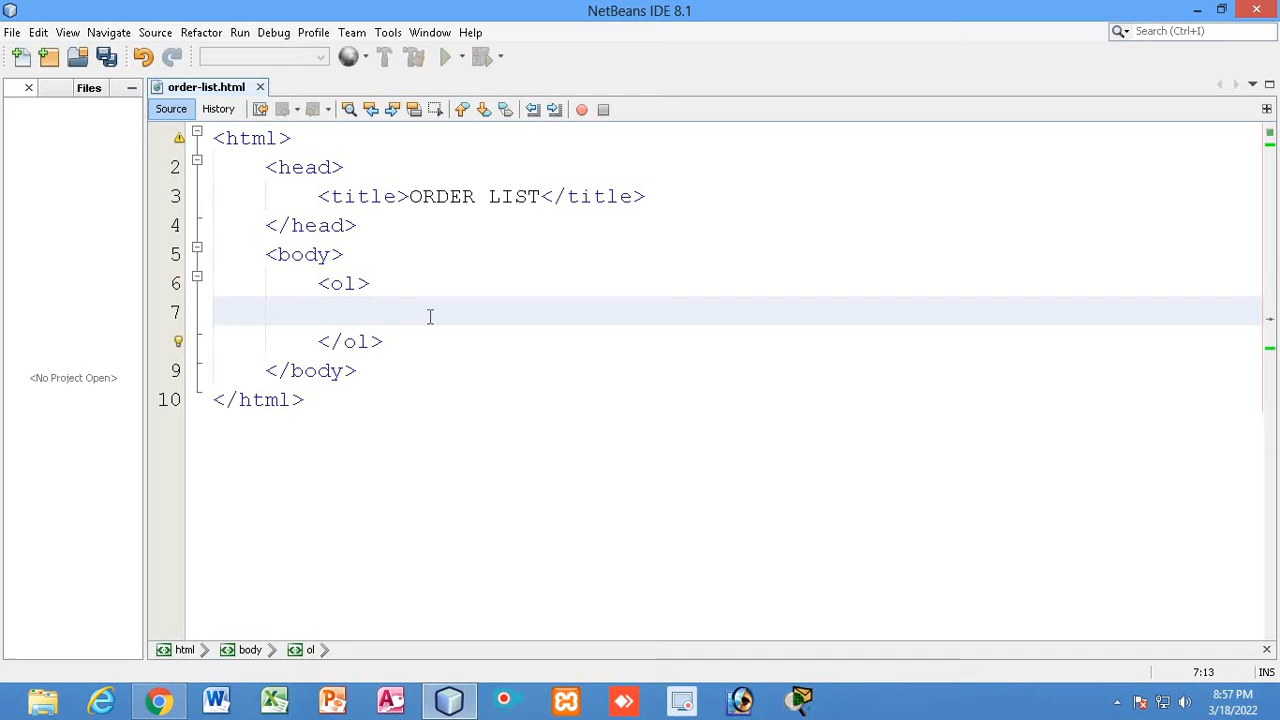 NetBeans IDE 8.1
File Edit View Navigate Source Refactor Run Debug Profile Team Tools Window Help
Search (Ctrl+I)
Files
order-list.html
Source History
<html>
2 <head>
3 <title>ORDER LIST</title>
4 </head>
5 <body>
6 <ol>
7
</ol>
9 </body>
10 </html>
<No Project Open>
html body ol
7:13 INS
8:57 PM
3/18/2022